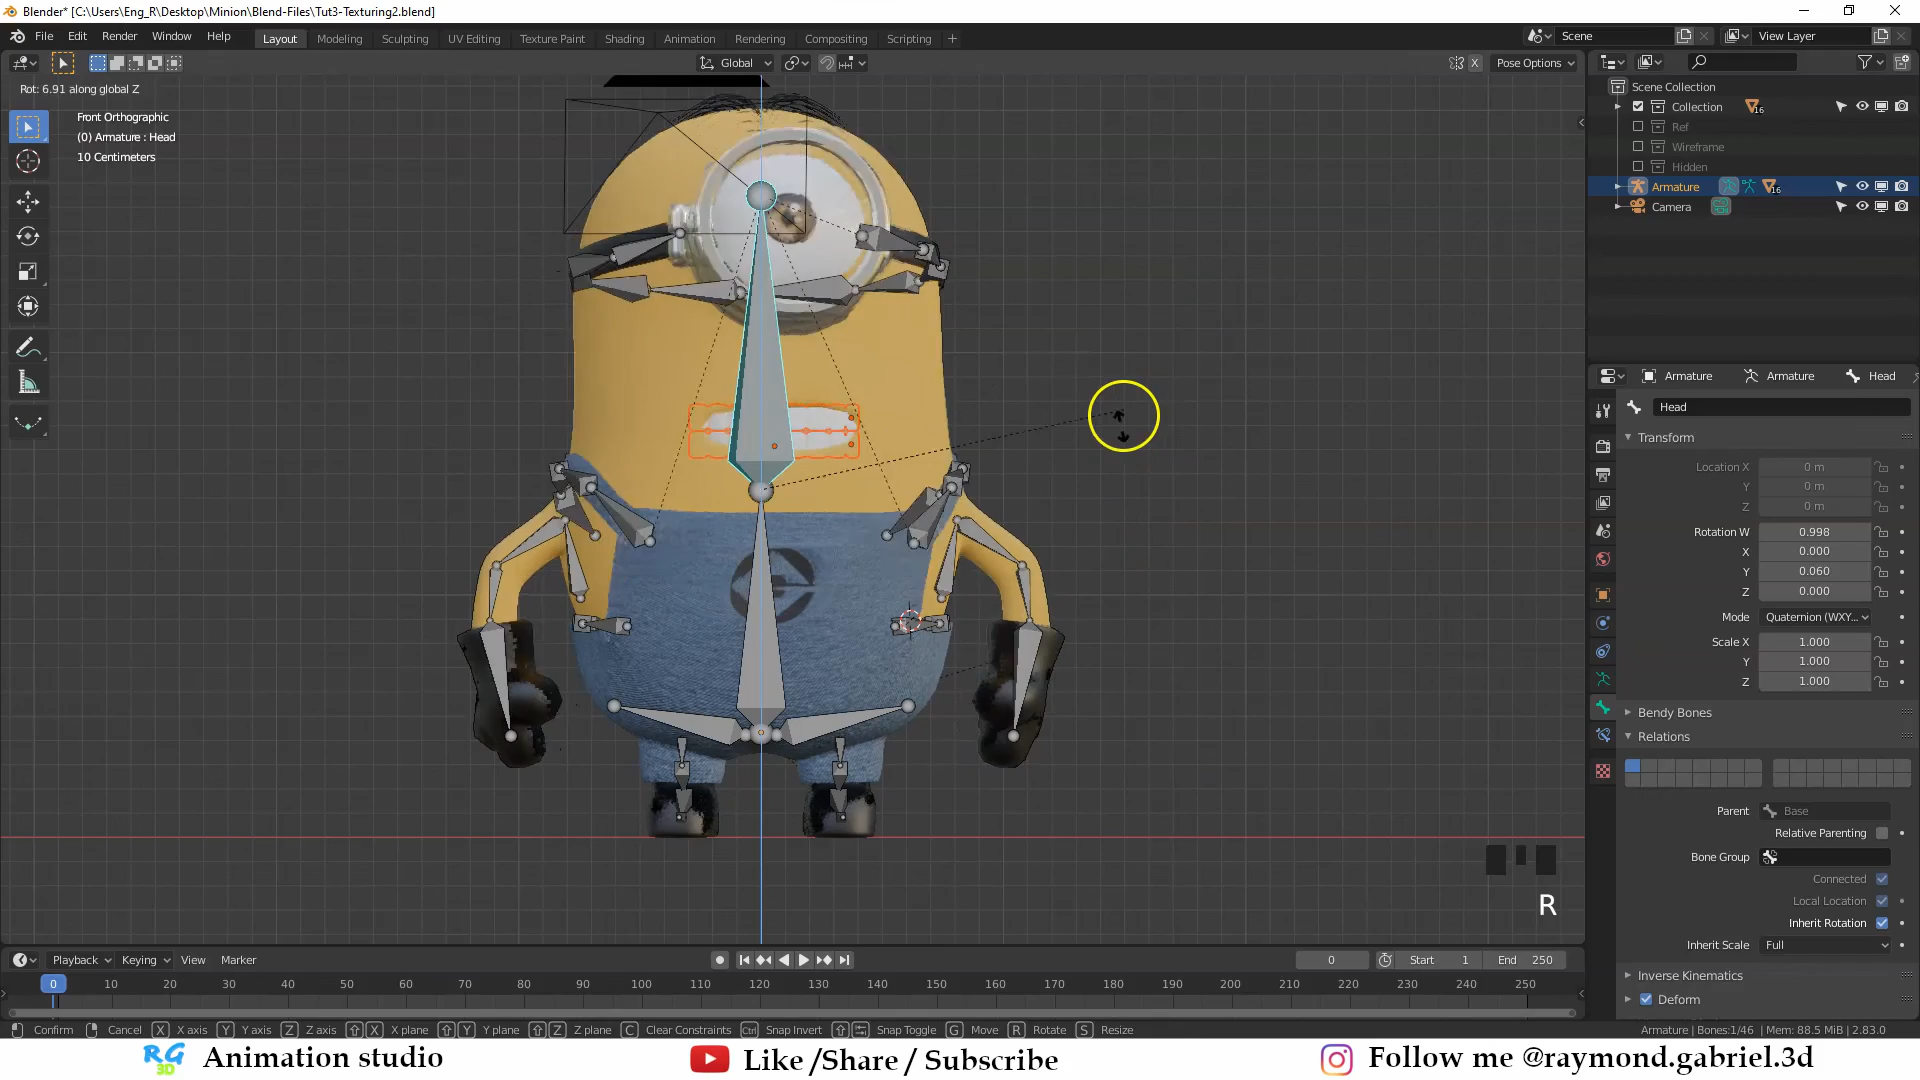 Blender* [C:\Users\Eng_R\Desktop\Minion\Blend-Files\Tut3-Texturing2.blend]
File Edit Render Window Help Layout Modeling Sculpting UV Editing Texture Paint Shading Animation Rendering Compositing Scripting + Scene View Layer
Global X Pose Options
Rot: 6.91 along global Z
Front Orthographic
(0) Armature : Head
10 Centimeters
Scene Collection
Collection 16
Ref
Wireframe
Hidden
Armature 16
Camera
Armature Armature Head
Head
Transform
Location X 0 m
Y 0 m
Z 0 m
Rotation W 0.998
X 0.000
Y 0.060
Z 0.000
Mode Quaternion (WXY...
Scale X 1.000
Y 1.000
Z 1.000
Bendy Bones
Relations
Parent Base
Relative Parenting
Bone Group
Connected
Local Location
Inherit Rotation
Inherit Scale Full
Inverse Kinematics
Deform
R
Playback Keying View Marker 0 Start 1 End 250
0 10 20 30 40 50 60 70 80 90 100 110 120 130 140 150 160 170 180 190 200 210 220 230 240 250
Confirm Cancel X X axis Y Y axis Z Z axis X X plane Y Y plane Z Z plane C Clear Constraints Ctrl Snap Invert Snap Toggle G Move R Rotate S Resize Armature | Bones:1/46 | Mem: 88.5 MiB | 2.83.0
RG 3D Animation studio Like /Share / Subscribe Follow me @raymond.gabriel.3d